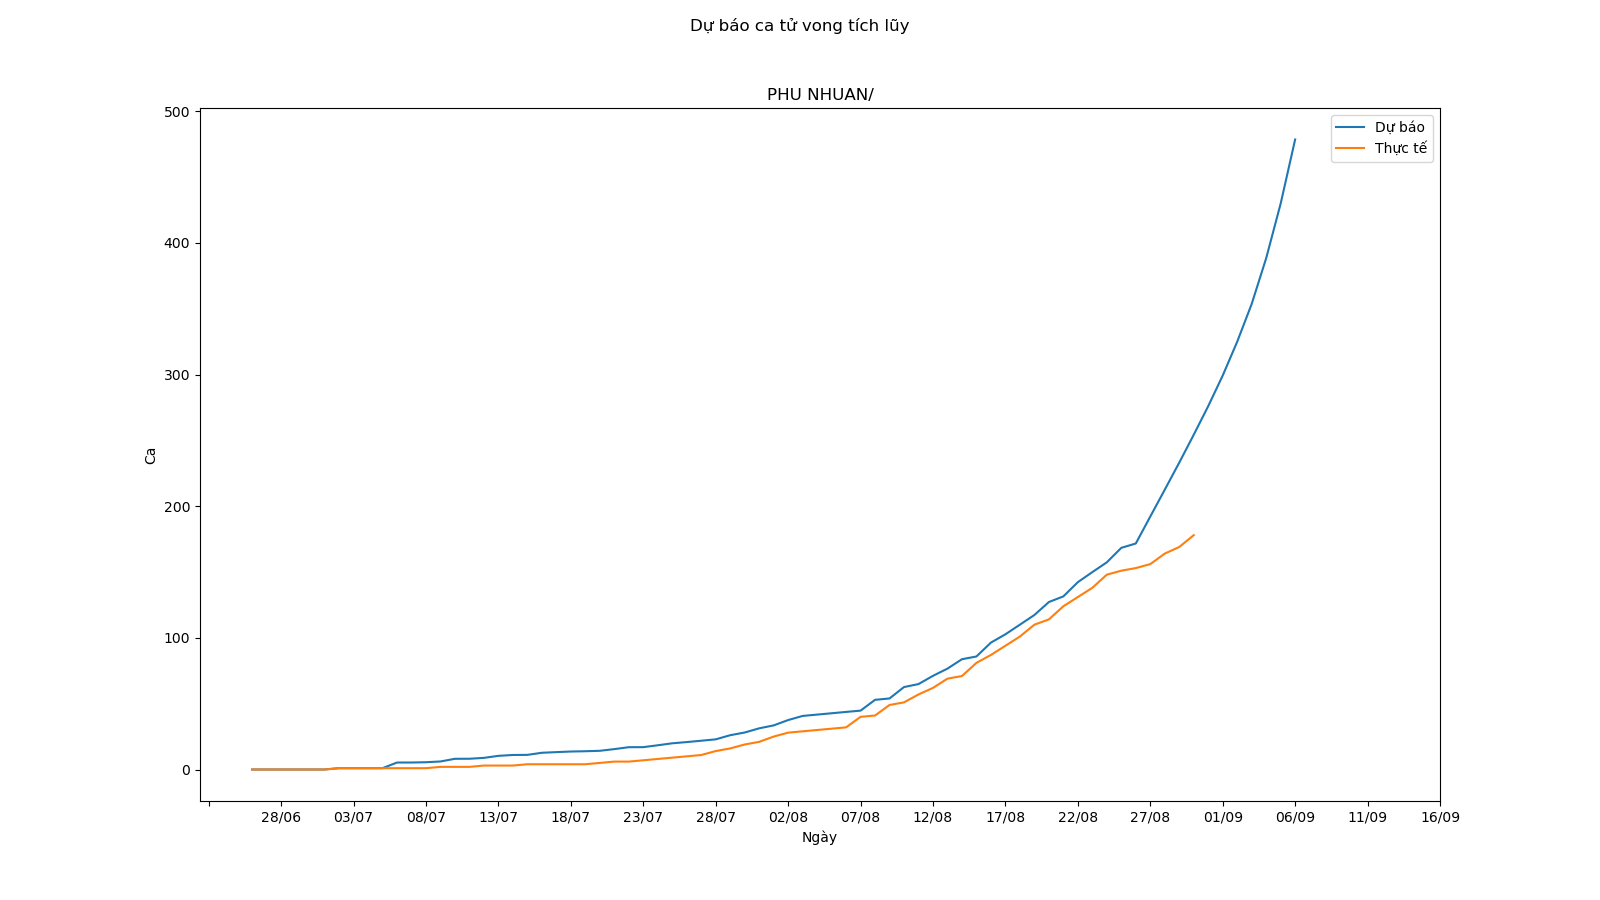 Dự báo ca tử vong tích lũy
PHU NHUAN/
500
400
300
200
100
0
Ca
Dự báo
Thực tế
28/06 03/07 08/07 13/07 18/07 23/07 28/07 02/08 07/08 12/08 17/08 22/08 27/08 01/09 06/09 11/09 16/09
Ngày